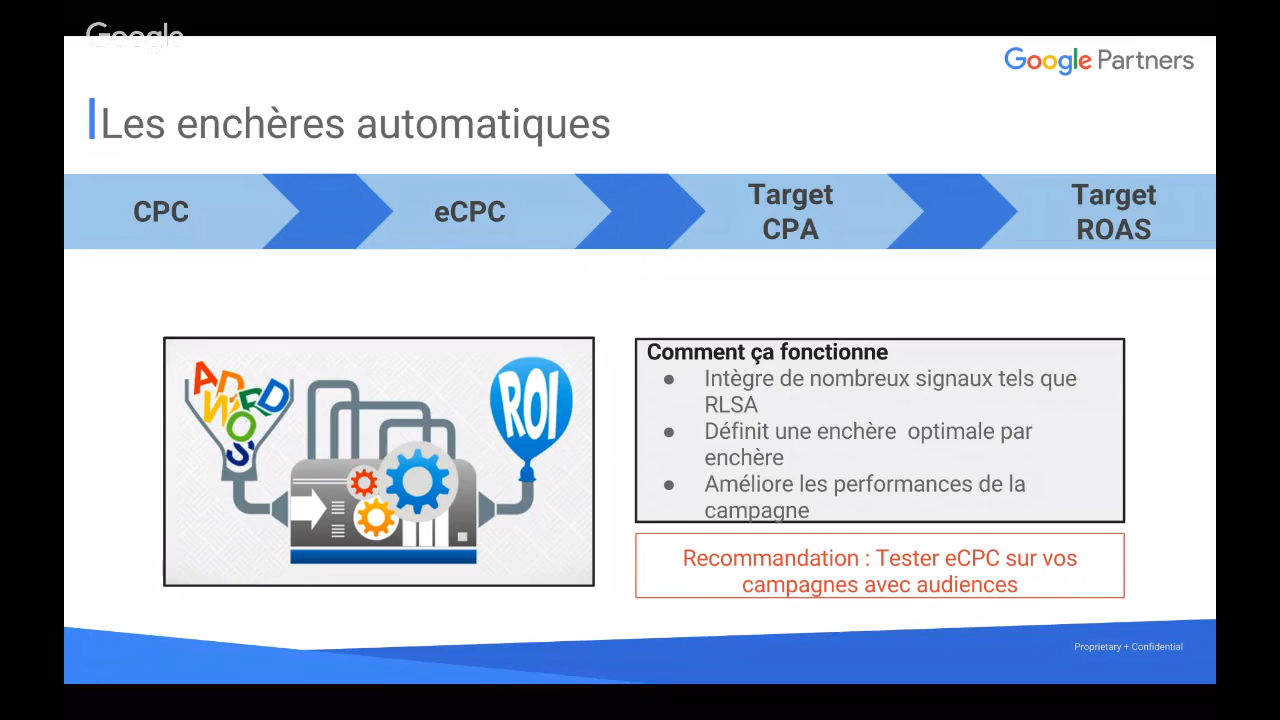 Google
Google Partners
Les enchères automatiques
CPC
eCPC
Target
CPA
Target
ROAS
ADWORDS
ROI
Comment ça fonctionne
● Intègre de nombreux signaux tels que
RLSA
● Définit une enchère optimale par
enchère
● Améliore les performances de la
campagne
Recommandation : Tester eCPC sur vos
campagnes avec audiences
Proprietary + Confidential